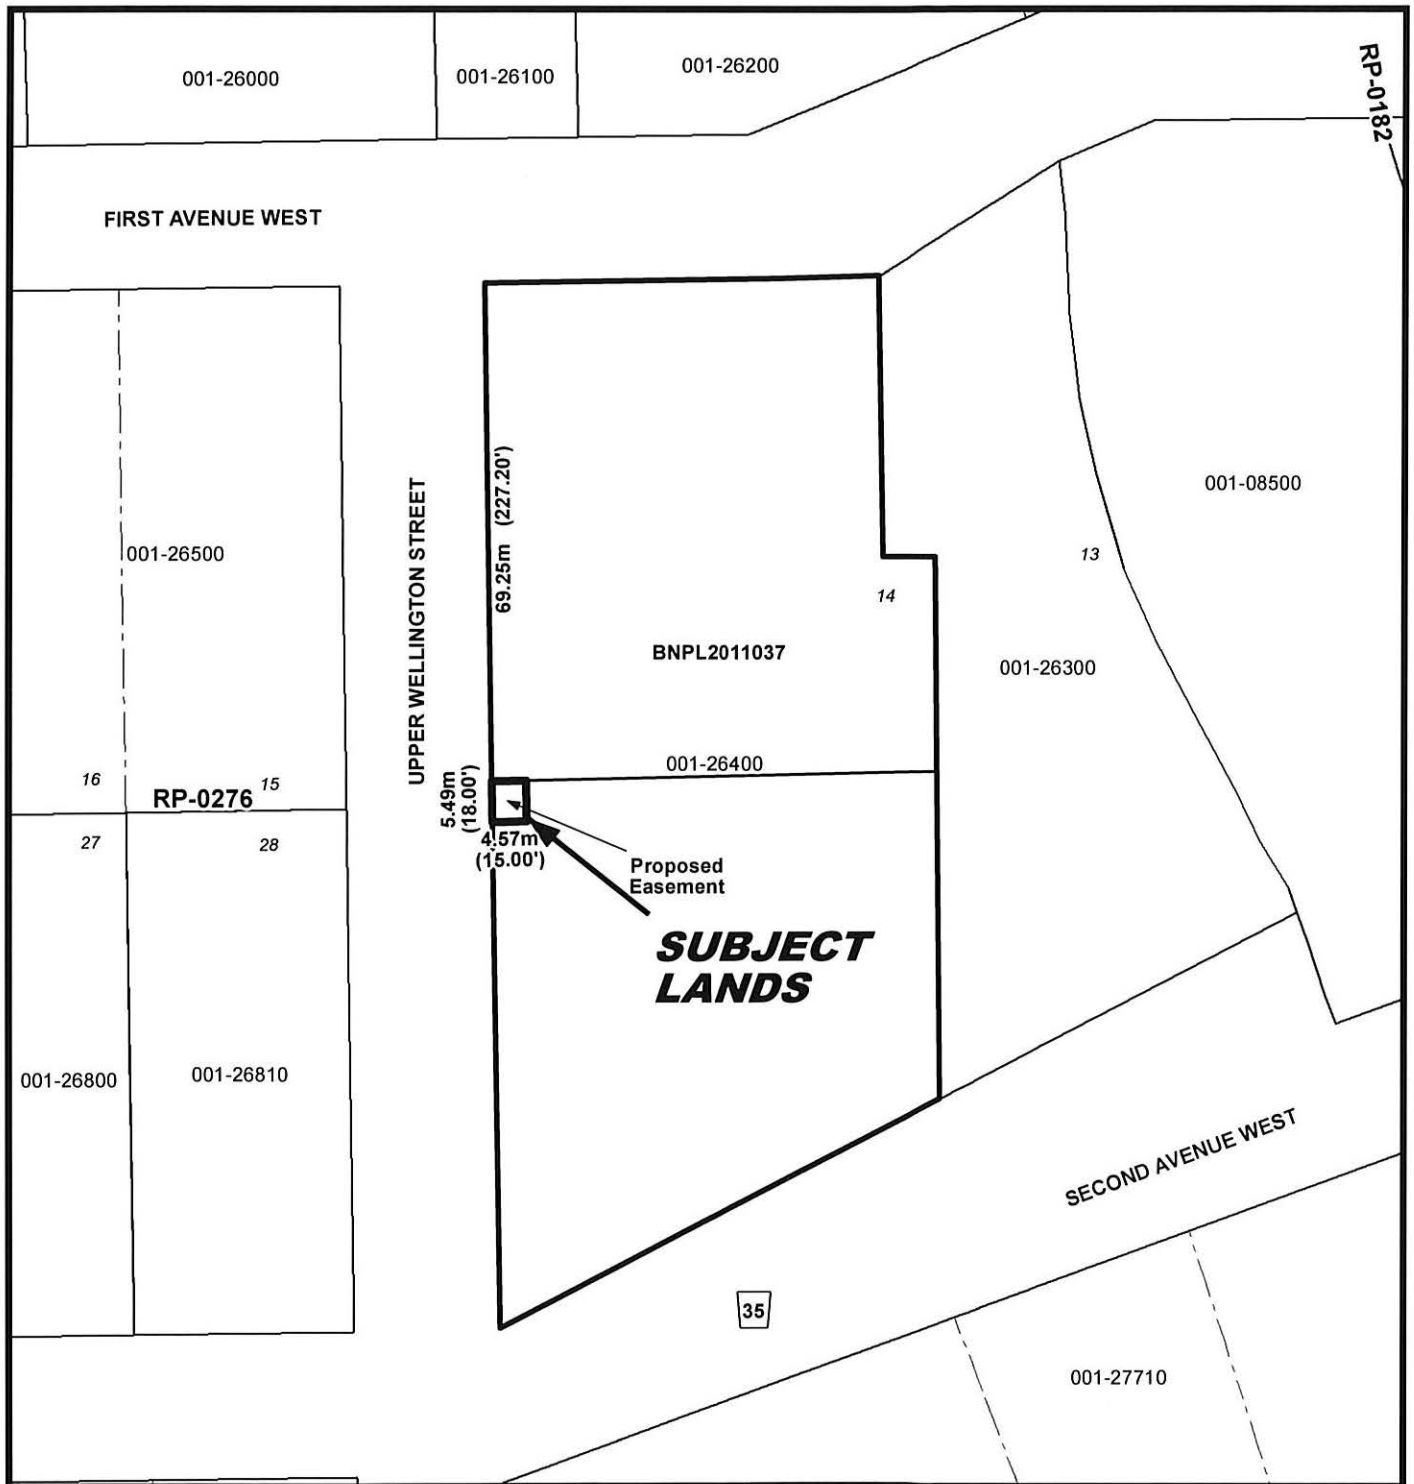 001-26000
001-26100
001-26200
RP-0182
FIRST AVENUE WEST
69.25m (227.20')
UPPER WELLINGTON STREET
001-08500
001-26500
13
14
BNPL2011037
001-26300
001-26400
16
15
RP-0276
27
28
5.49m
(18.00')
4.57m
(15.00')
Proposed
Easement
SUBJECT
LANDS
001-26800
001-26810
SECOND AVENUE WEST
35
001-27710